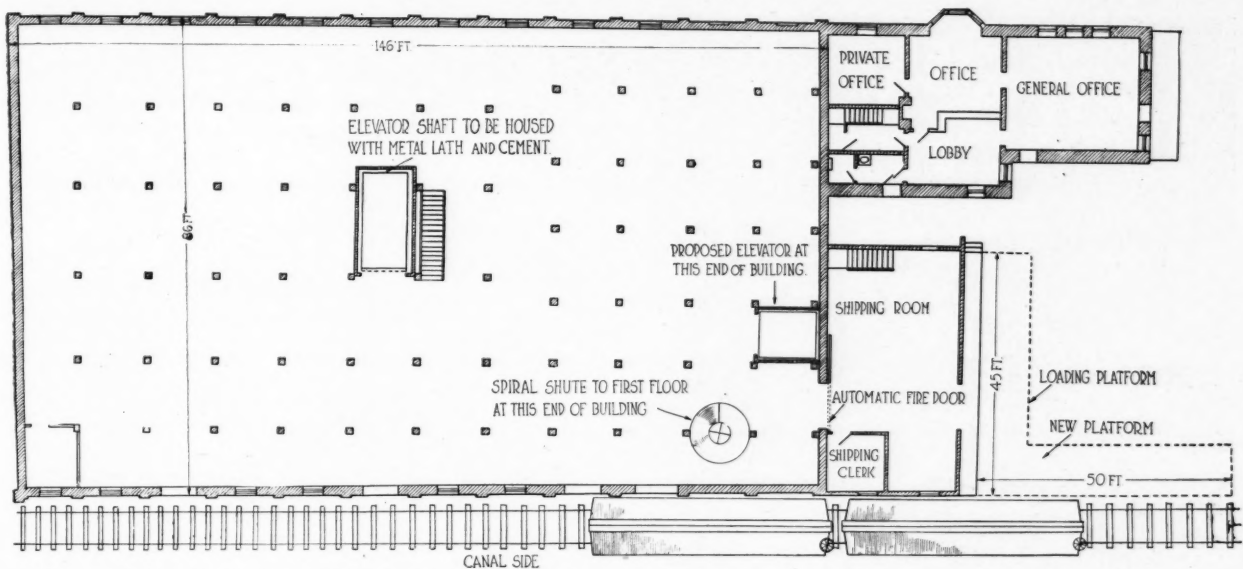 146 FT.
PRIVATE
OFFICE
OFFICE
GENERAL OFFICE
ELEVATOR SHAFT TO BE HOUSED
WITH METAL LATH AND CEMENT.
LOBBY
86 FT.
PROPOSED ELEVATOR AT
THIS END OF BUILDING.
SHIPPING ROOM
45 FT.
LOADING PLATFORM
SPIRAL SHUTE TO FIRST FLOOR
AT THIS END OF BUILDING
AUTOMATIC FIRE DOOR
NEW PLATFORM
SHIPPING
CLERK
50 FT
CANAL SIDE